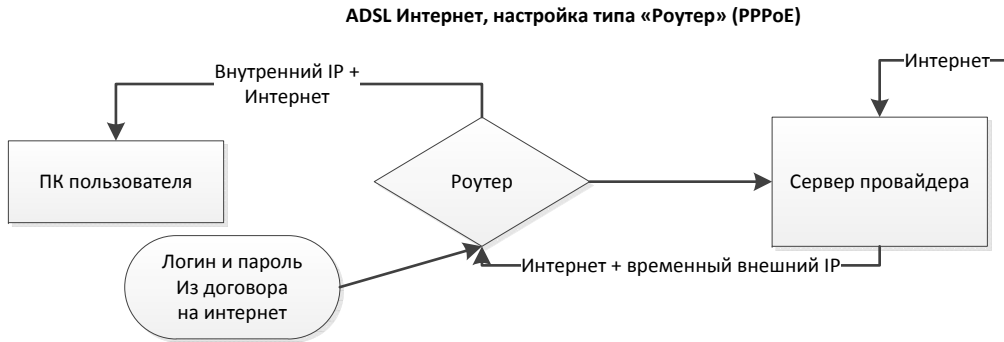 ADSL Интернет, настройка типа «Роутер» (PPPoE)
Внутренний IP +
Интернет
Интернет
ПК пользователя
Роутер
Сервер провайдера
Логин и пароль
Из договора
на интернет
Интернет + временный внешний IP